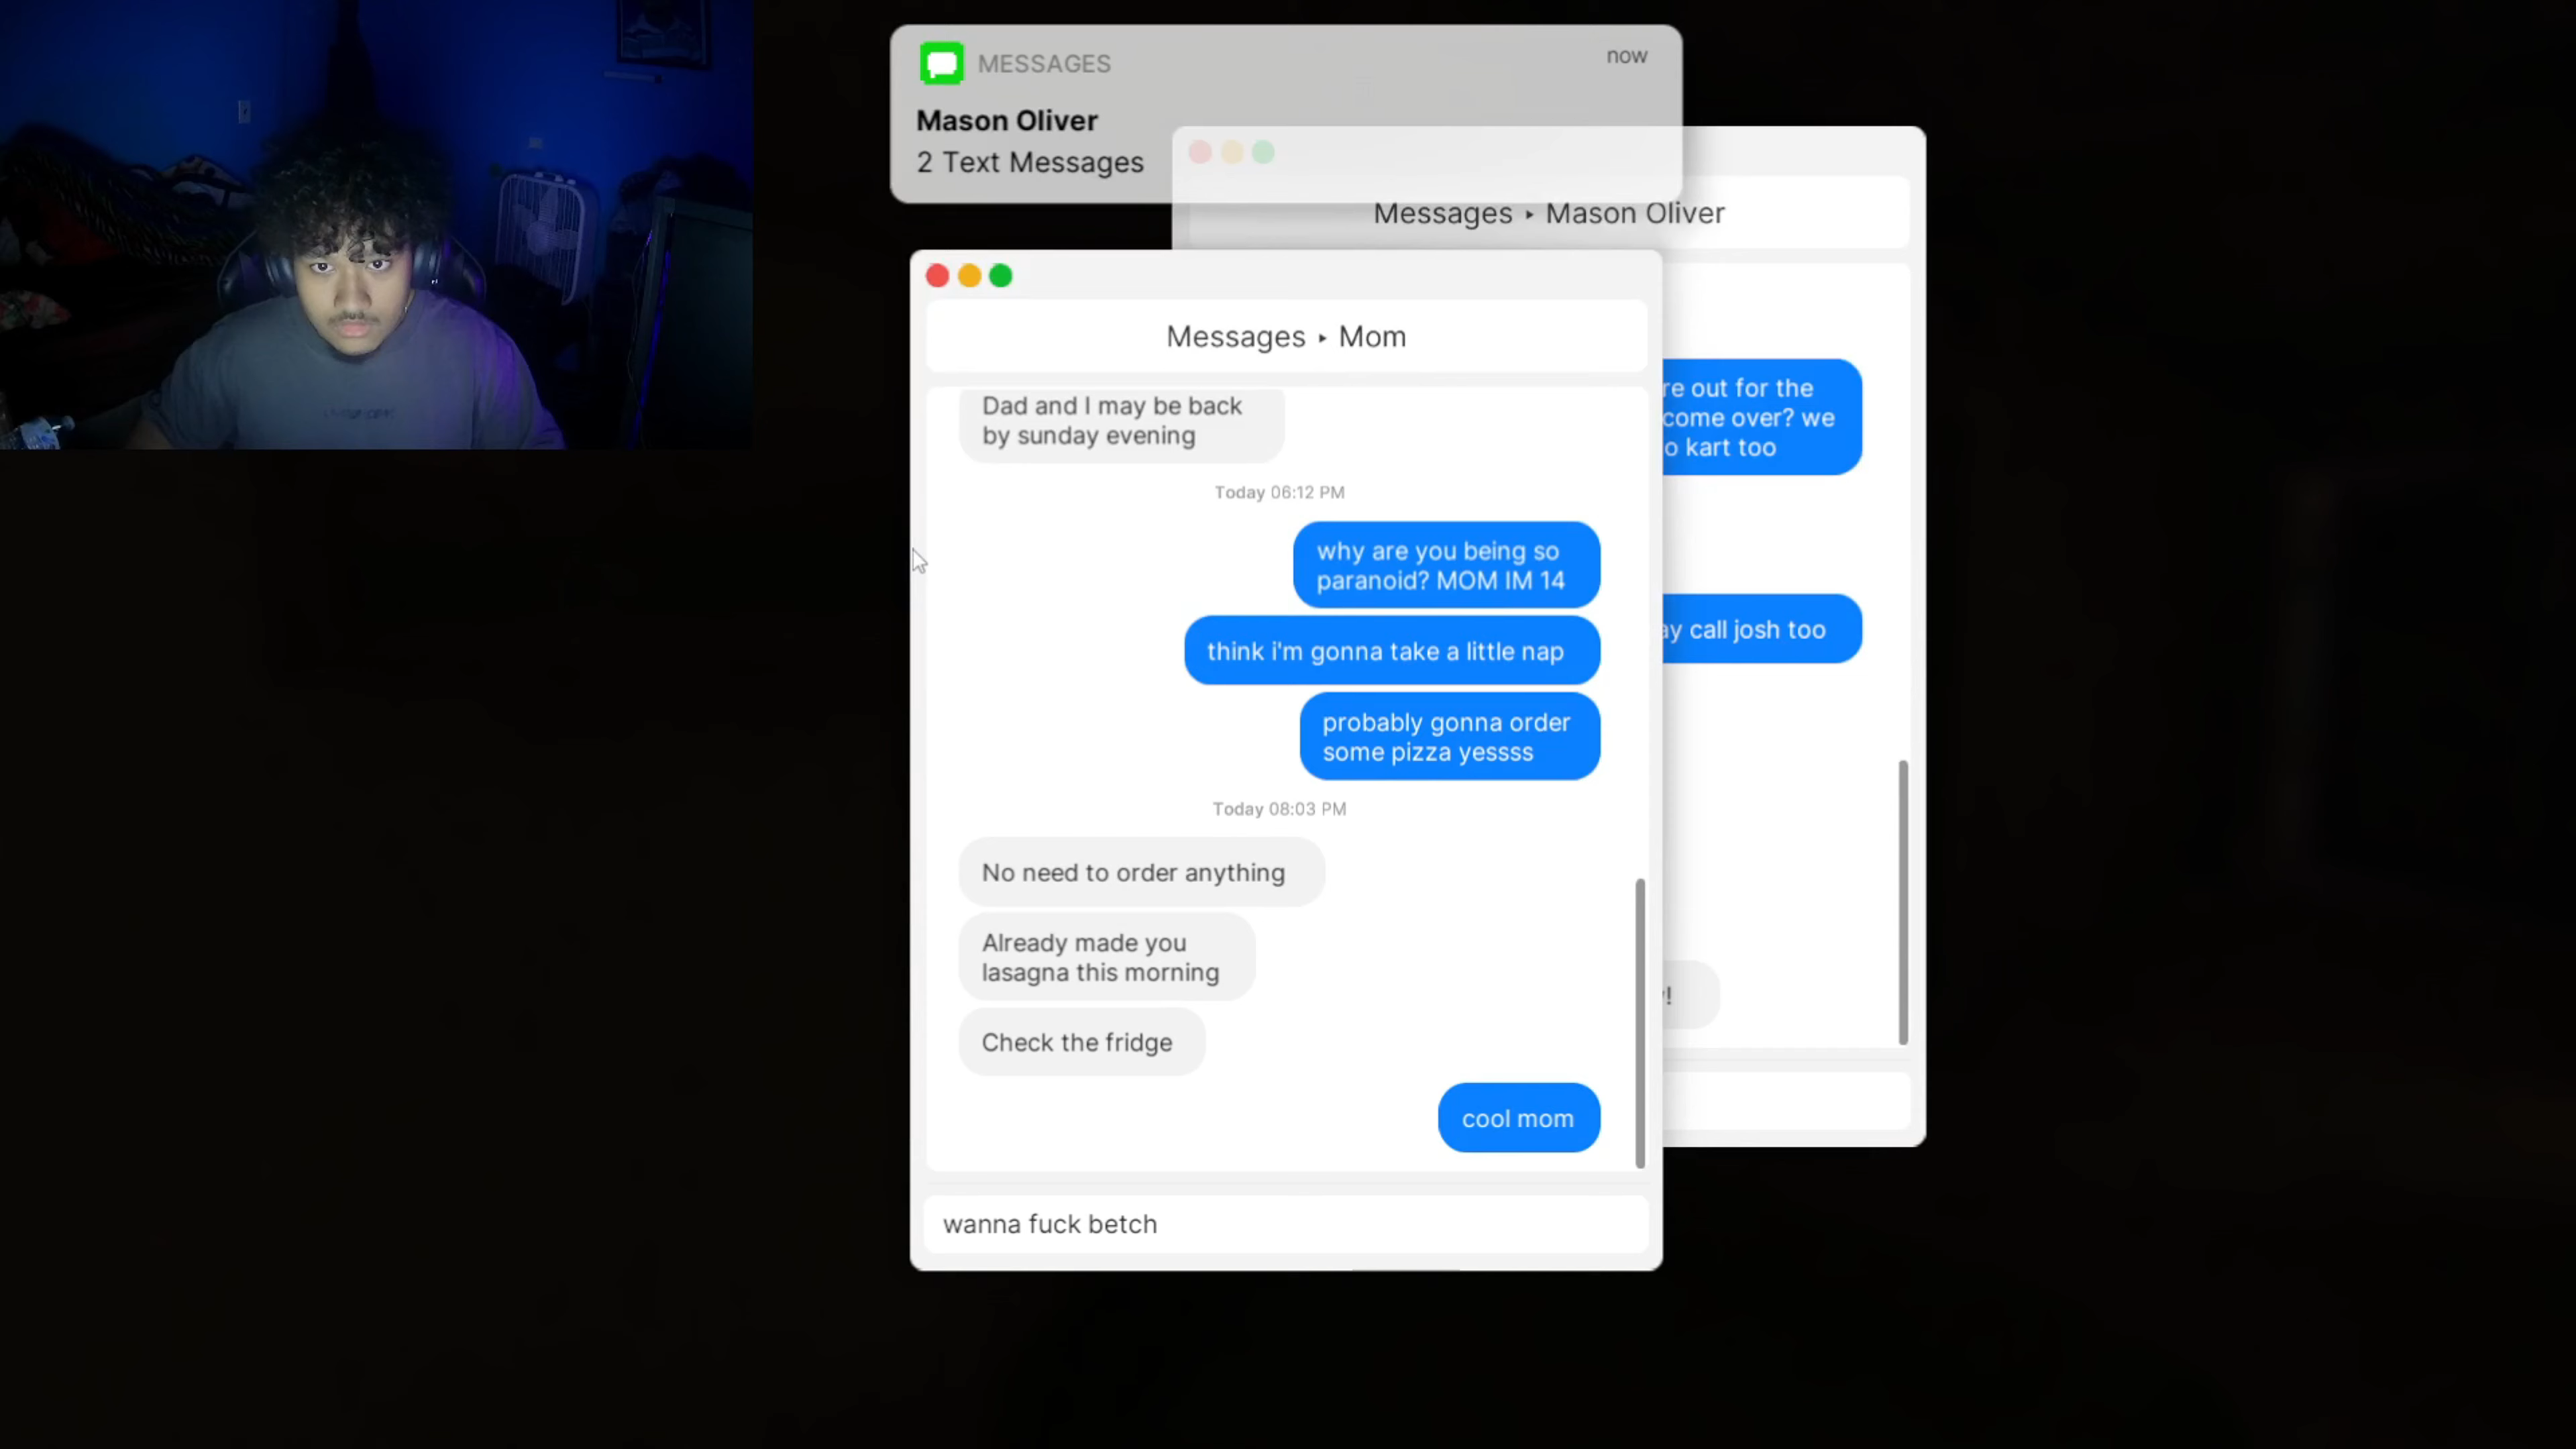 MESSAGES
now
Mason Oliver
2 Text Messages
Messages ▸ Mason Oliver
re out for the
come over? we
o kart too
ay call josh too
!
Messages ▸ Mom
Dad and I may be back
by sunday evening
Today 06:12 PM
why are you being so
paranoid? MOM IM 14
think i'm gonna take a little nap
probably gonna order
some pizza yessss
Today 08:03 PM
No need to order anything
Already made you
lasagna this morning
Check the fridge
cool mom
wanna fuck betch